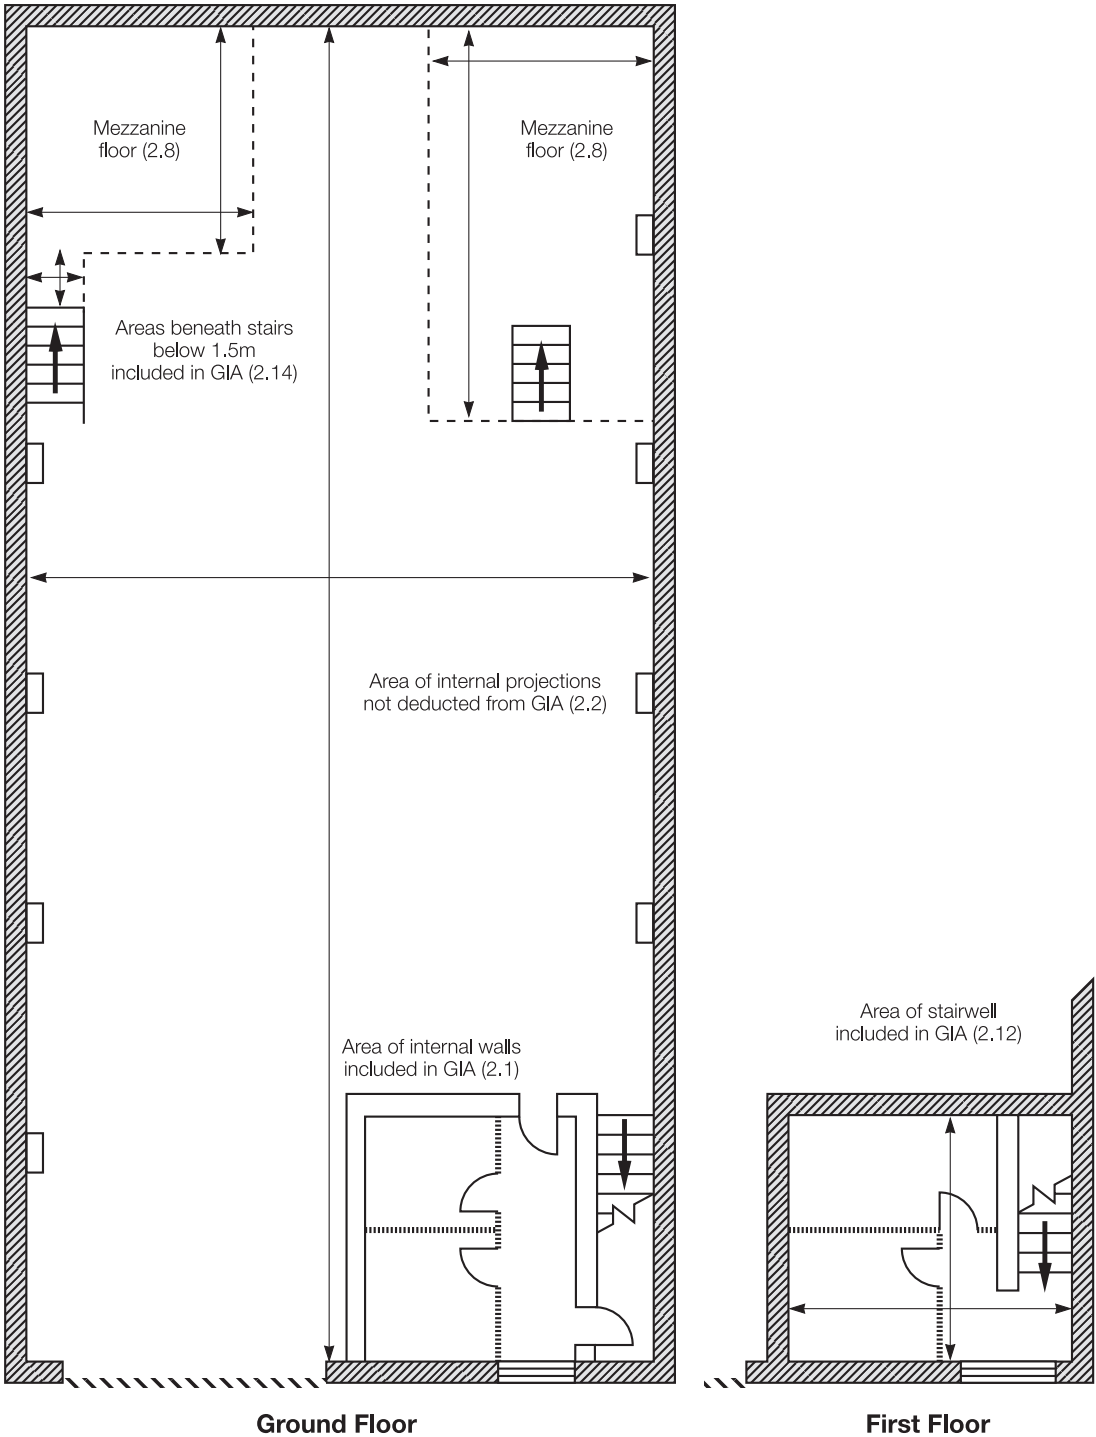 Mezzanine
floor (2.8)
Mezzanine
floor (2.8)
Areas beneath stairs
below 1.5m
included in GIA (2.14)
Area of internal projections
not deducted from GIA (2.2)
Area of stairwell
included in GIA (2.12)
Area of internal walls
included in GIA (2.1)
Ground Floor
First Floor